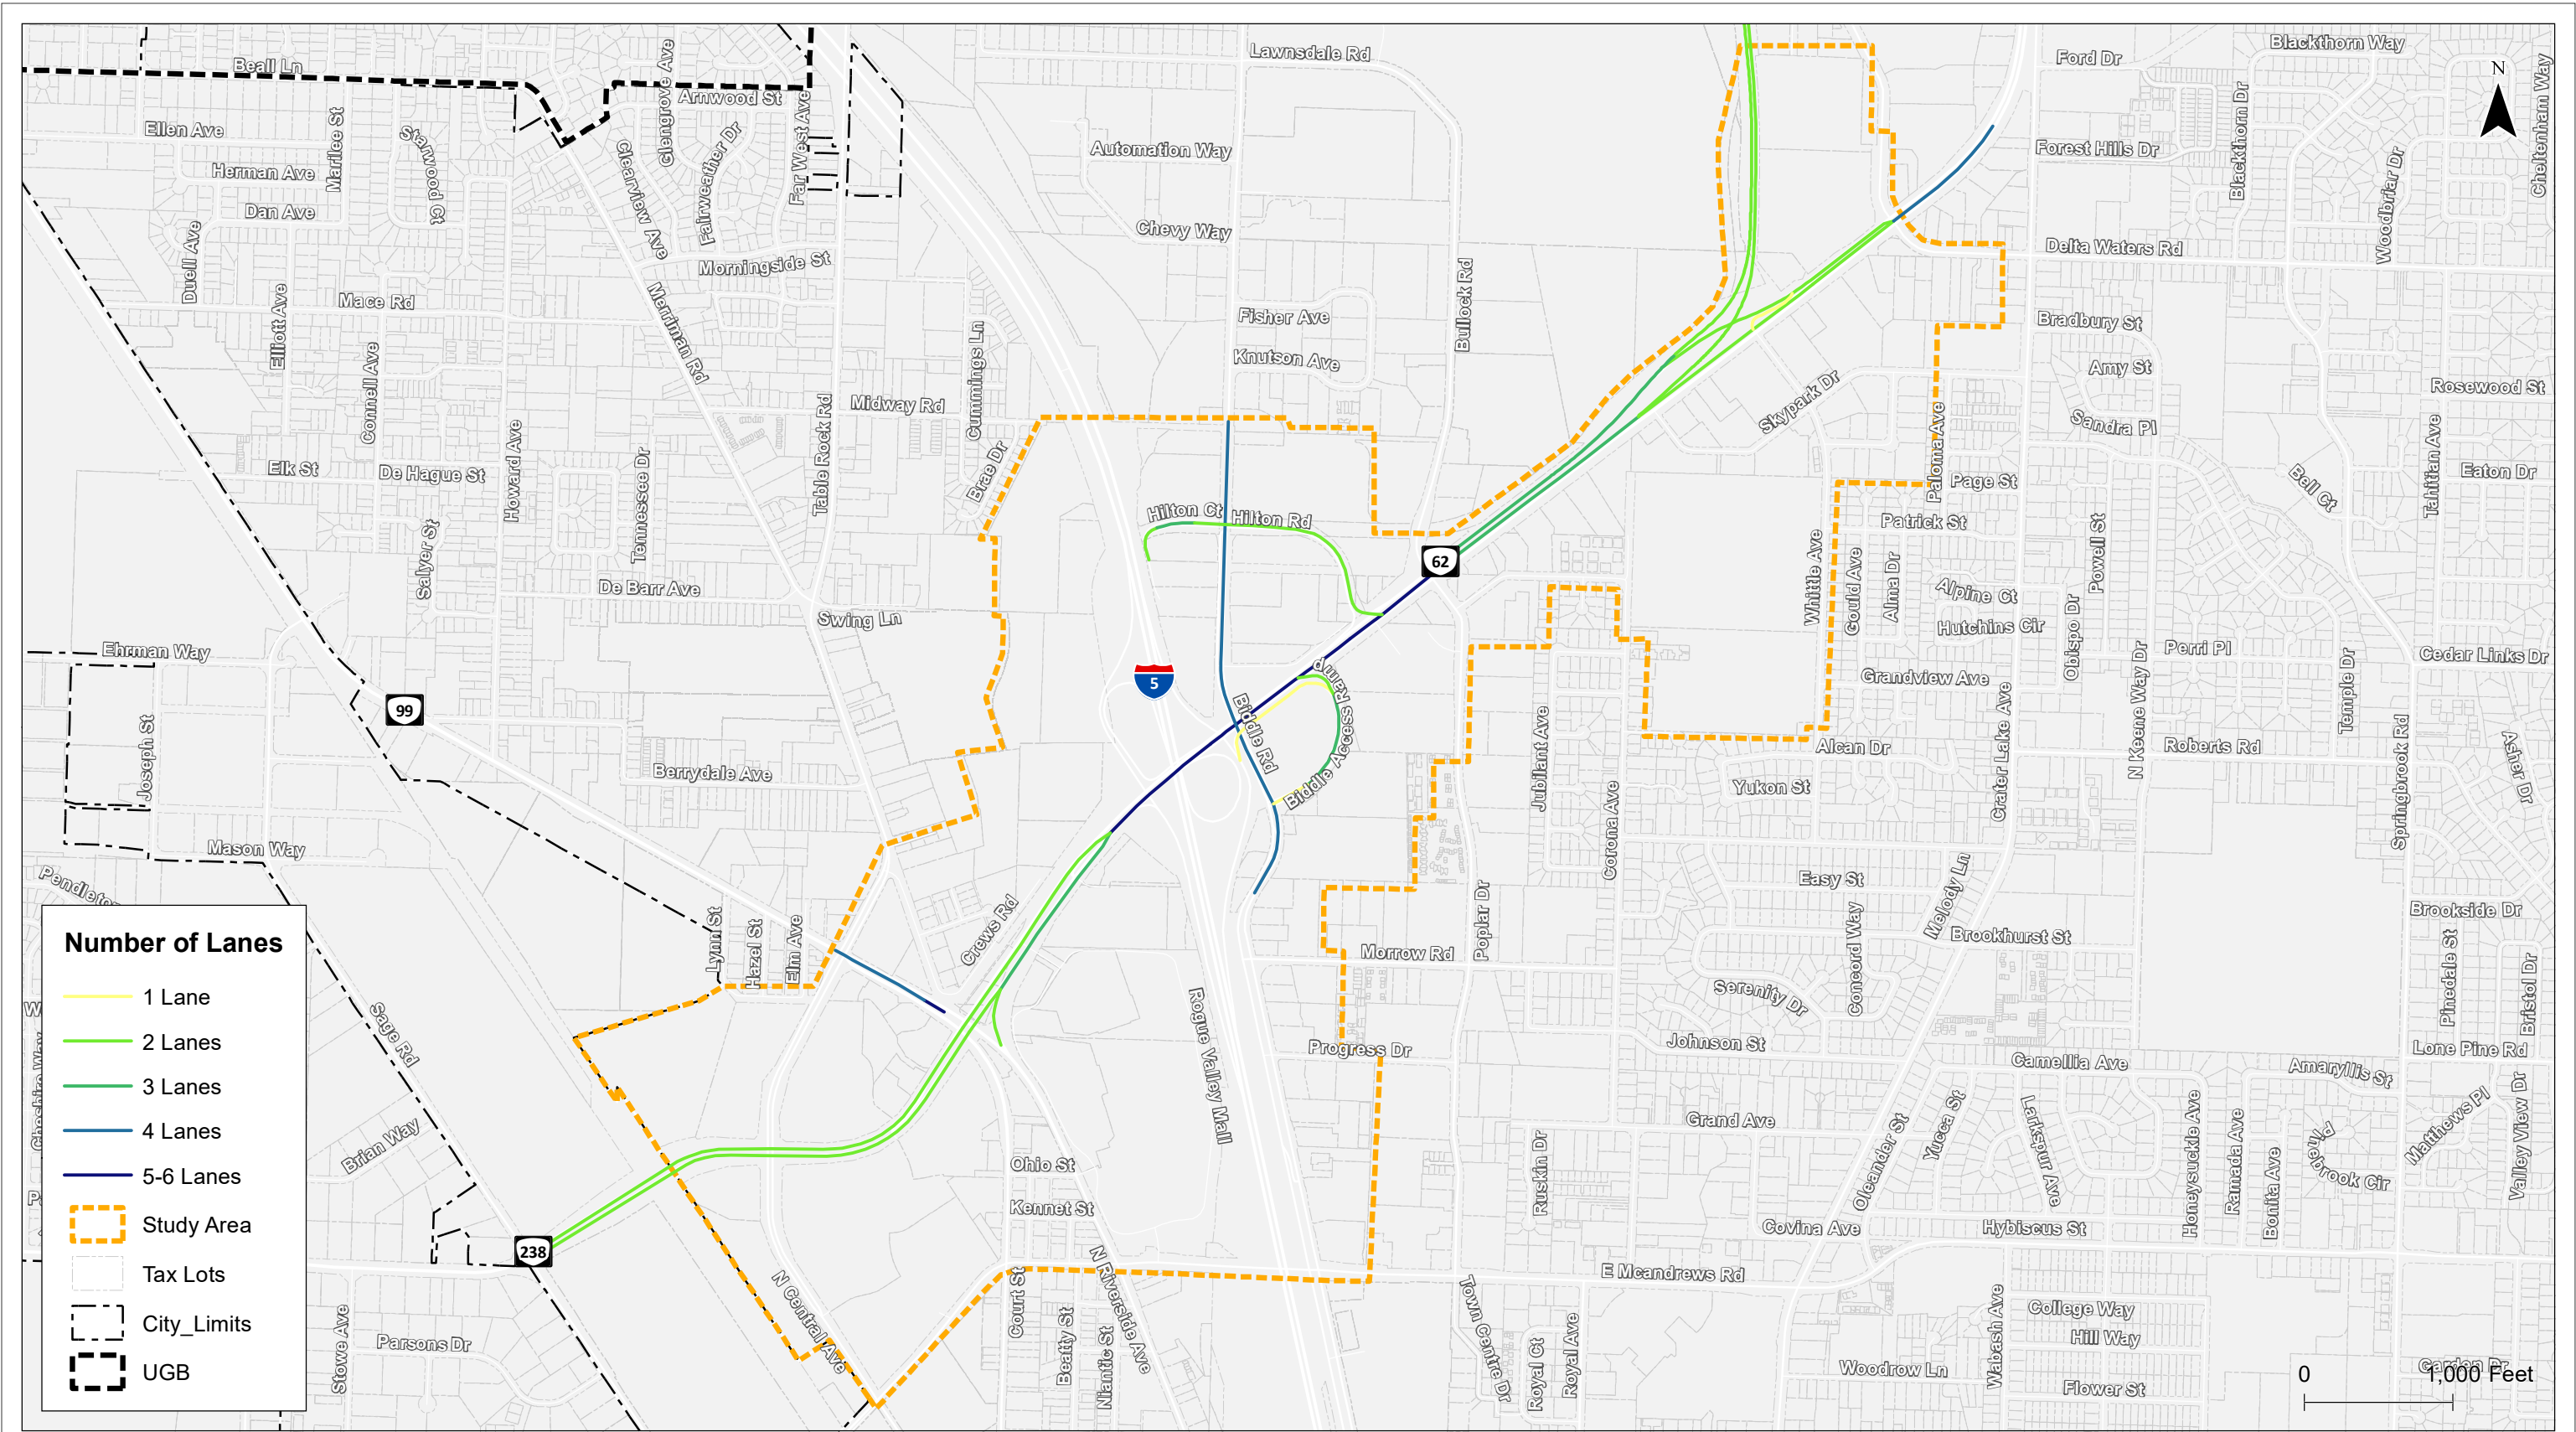 Beall Ln
Glengrove Ave
Arnwood St
Lawnsdale Rd
Ford Dr
Blackthorn Way
N
Cheltenham Way
Ellen Ave
Marilee St
Starwood Ct
Clearview Ave
Fairweather Dr
Far West Ave
Automation Way
Forest Hills Dr
Blackthorn Dr
Woodbriar Dr
Herman Ave
Dan Ave
Duell Ave
Morningside St
Chevy Way
Bullock Rd
Delta Waters Rd
Elliott Ave
Mace Rd
Merriman Rd
Cummings Ln
Fisher Ave
Knutson Ave
Bradbury St
Amy St
Rosewood St
Connell Ave
Midway Rd
Table Rock Rd
Skypark Dr
Paloma Ave
Sandra Pl
Tahitian Ave
Elk St
De Hague St
Howard Ave
Tennessee Dr
Brae Dr
Page St
Bell Ct
Eaton Dr
Salyer St
Hilton Ct
Hilton Rd
62
Patrick St
Whittle Ave
Gould Ave
Alma Dr
Powell St
De Barr Ave
Swing Ln
Alpine Ct
Hutchins Cir
Obispo Dr
Ehrman Way
Perri Pl
Cedar Links Dr
99
5
Biddle Rd
Biddle Access Ramp
Grandview Ave
N Keene Way Dr
Temple Dr
Joseph St
Berrydale Ave
Jubilant Ave
Corona Ave
Alcan Dr
Crater Lake Ave
Roberts Rd
Springbrook Rd
Asher Dr
Yukon St
Mason Way
Pendleton
Easy St
Melody Ln
Concord Way
Brookside Dr
Lynn St
Hazel St
Elm Ave
Crews Rd
Morrow Rd
Poplar Dr
Brookhurst St
Pinedale St
Bristol Dr
Serenity Dr
Sage Rd
Rogue Valley Mall
Progress Dr
Johnson St
Camellia Ave
Amaryllis St
Lone Pine Rd
Cheshire Way
Brian Way
Grand Ave
Oleander St
Yucca St
Larkspur Ave
Honeysuckle Ave
Ramada Ave
Bonita Ave
Pinebrook Cir
Matthews Pl
Valley View Dr
Ohio St
Kennet St
Ruskin Dr
Covina Ave
Hybiscus St
238
N Central Ave
Court St
N Riverside Ave
E Mcandrews Rd
Town Centre Dr
Wabash Ave
College Way
Hill Way
Stowe Ave
Parsons Dr
Beatty St
Niantic St
Royal Ct
Royal Ave
Woodrow Ln
Flower St
Garden Dr
0 1,000 Feet
Number of Lanes
1 Lane
2 Lanes
3 Lanes
4 Lanes
5-6 Lanes
Study Area
Tax Lots
City_Limits
UGB